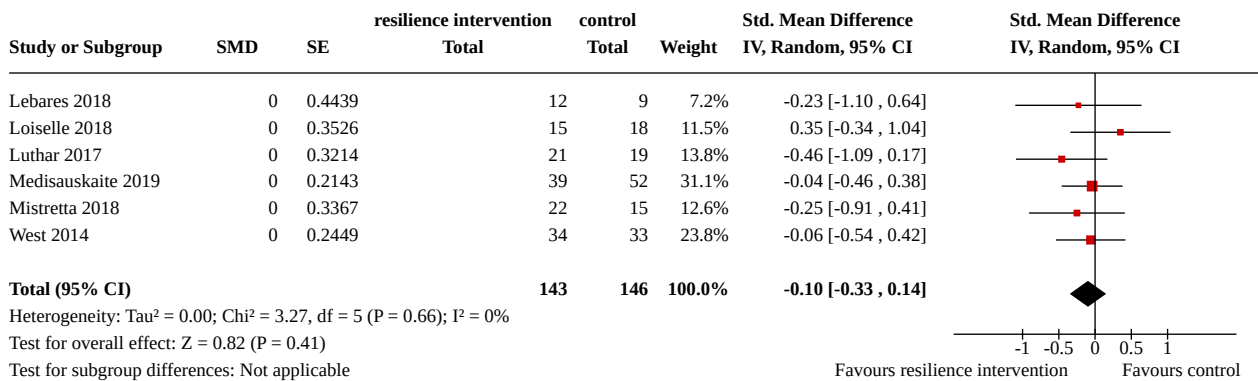 resilience intervention control Std. Mean Difference Std. Mean Difference
Study or Subgroup SMD SE Total Total Weight IV, Random, 95% CI IV, Random, 95% CI
Lebares 2018 0 0.4439 12 9 7.2% -0.23 [-1.10 , 0.64]
Loiselle 2018 0 0.3526 15 18 11.5% 0.35 [-0.34 , 1.04]
Luthar 2017 0 0.3214 21 19 13.8% -0.46 [-1.09 , 0.17]
Medisauskaite 2019 0 0.2143 39 52 31.1% -0.04 [-0.46 , 0.38]
Mistretta 2018 0 0.3367 22 15 12.6% -0.25 [-0.91 , 0.41]
West 2014 0 0.2449 34 33 23.8% -0.06 [-0.54 , 0.42]
Total (95% CI) 143 146 100.0% -0.10 [-0.33 , 0.14]
Heterogeneity: Tau² = 0.00; Chi² = 3.27, df = 5 (P = 0.66); I² = 0%
Test for overall effect: Z = 0.82 (P = 0.41)
-1 -0.5 0 0.5 1
Test for subgroup differences: Not applicable
Favours resilience intervention Favours control